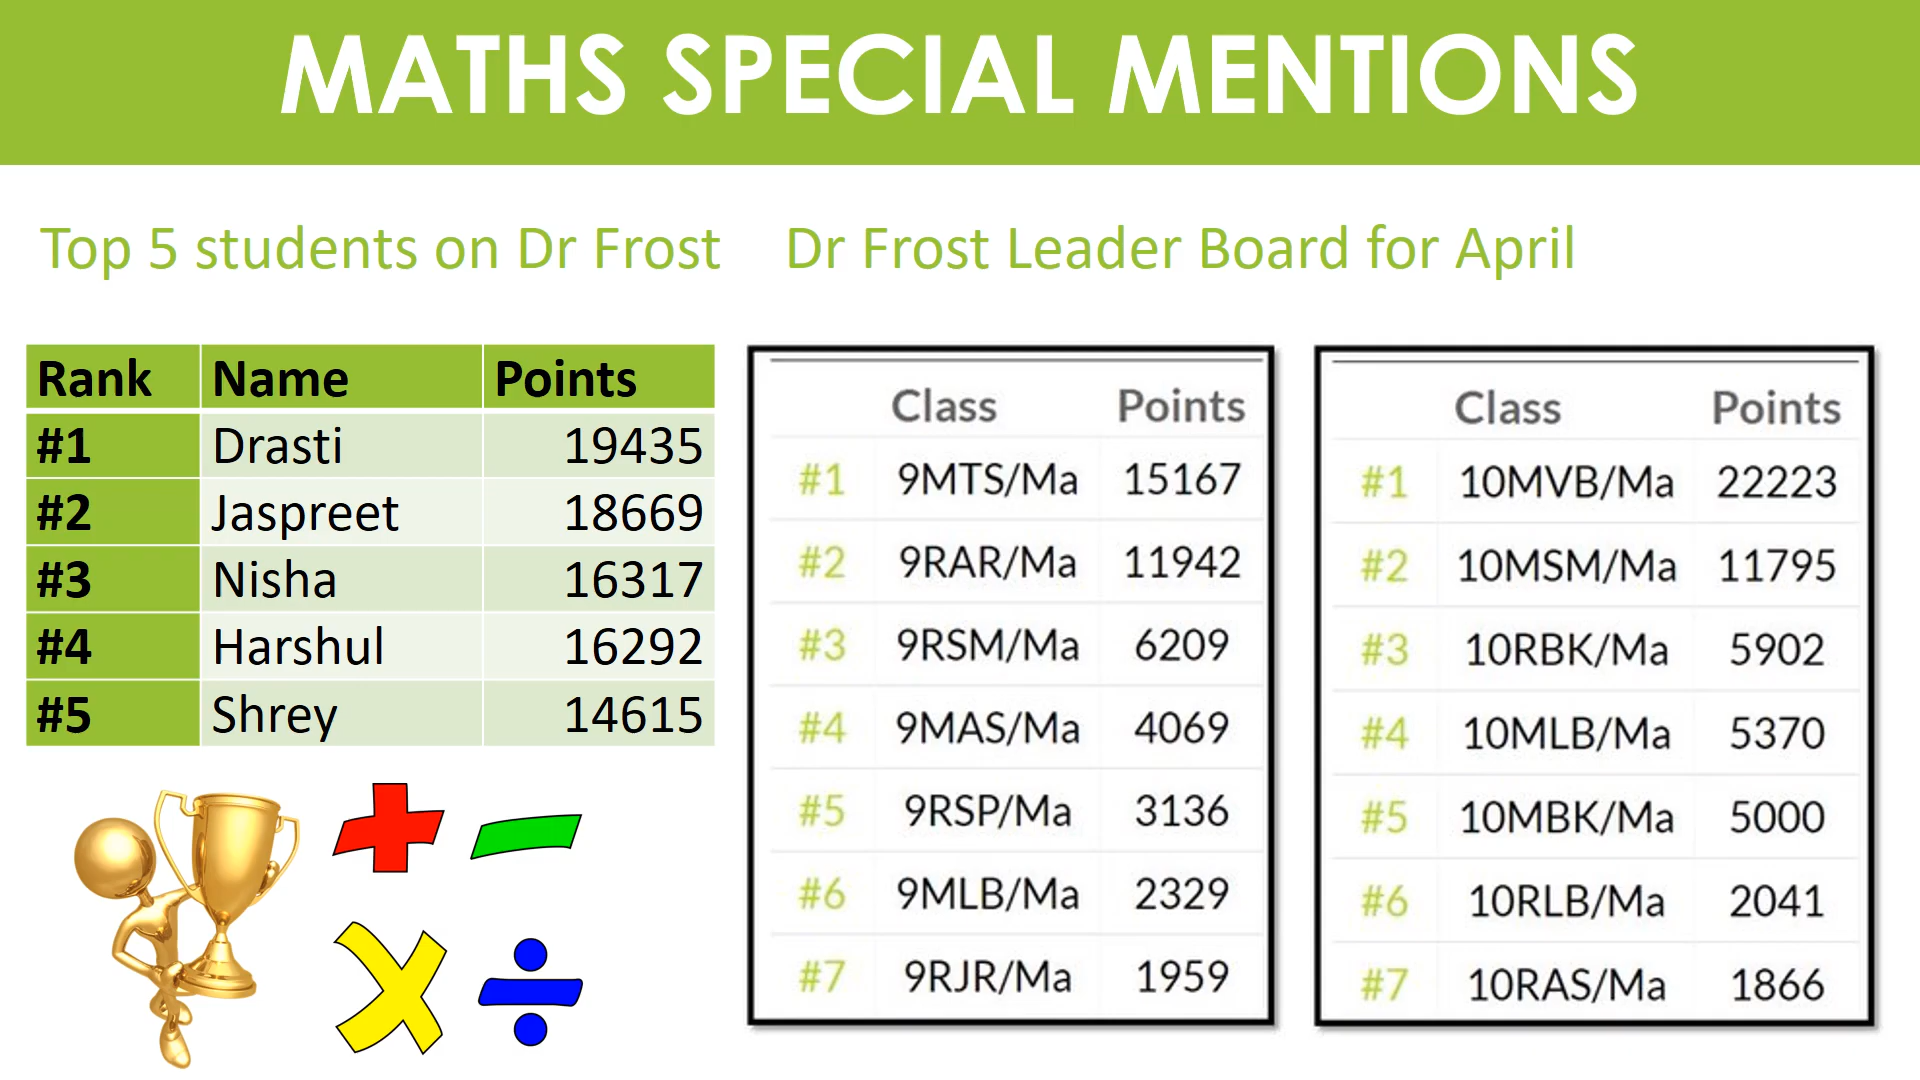 MATHS SPECIAL MENTIONS
Top 5 students on Dr Frost
Rank Name Points
#1 Drasti 19435
#2 Jaspreet 18669
#3 Nisha 16317
#4 Harshul 16292
#5 Shrey 14615
Dr Frost Leader Board for April
Class Points
#1 9MTS/Ma 15167
#2 9RAR/Ma 11942
#3 9RSM/Ma 6209
#4 9MAS/Ma 4069
#5 9RSP/Ma 3136
#6 9MLB/Ma 2329
#7 9RJR/Ma 1959
Class Points
#1 10MVB/Ma 22223
#2 10MSM/Ma 11795
#3 10RBK/Ma 5902
#4 10MLB/Ma 5370
#5 10MBK/Ma 5000
#6 10RLB/Ma 2041
#7 10RAS/Ma 1866